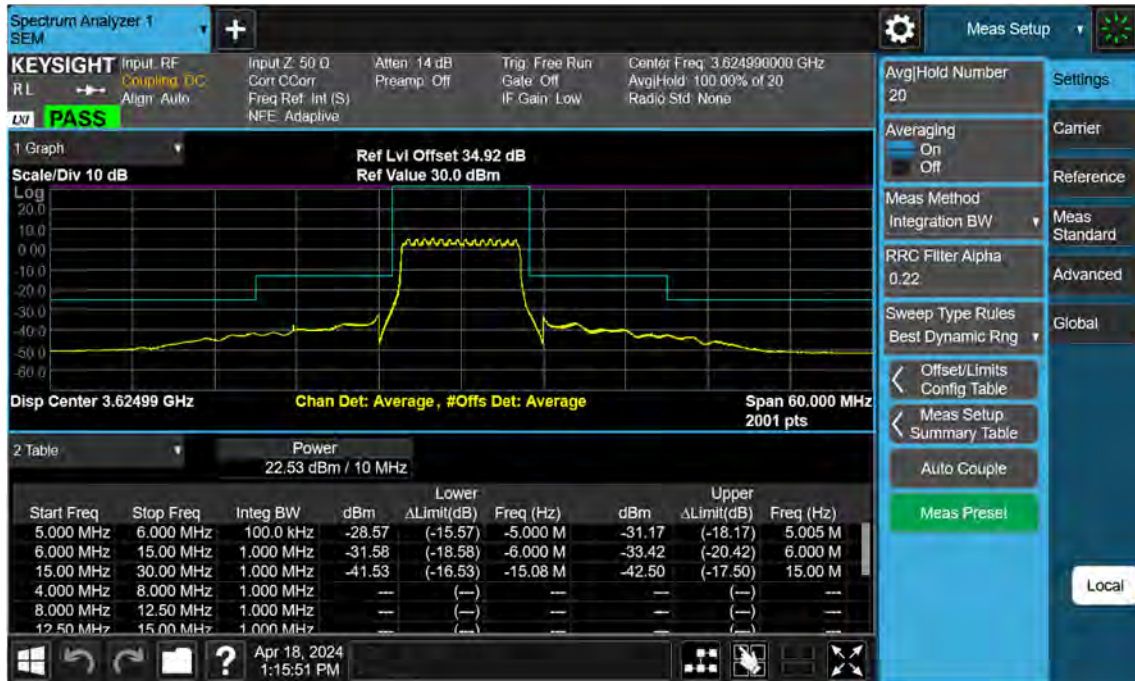 Spectrum Analyzer 1
SEM
Meas Setup
KEYSIGHT
RL
LXI PASS
Input: RF
Coupling: DC
Align: Auto
Input Z: 50 Ω
Corr CCorr
Freq Ref: Int (S)
NFE: Adaptive
Atten: 14 dB
Preamp: Off
Trig: Free Run
Gate: Off
IF Gain: Low
Center Freq: 3.624990000 GHz
Avg|Hold: 100.00% of 20
Radio Std: None
1 Graph
Scale/Div 10 dB
Ref Lvl Offset 34.92 dB
Ref Value 30.0 dBm
Log
20.0
10.0
0.00
-10.0
-20.0
-30.0
-40.0
-50.0
-60.0
Disp Center 3.62499 GHz
Chan Det: Average, #Offs Det: Average
Span 60.000 MHz
2001 pts
2 Table
Power
22.53 dBm / 10 MHz
Lower Upper
Start Freq Stop Freq Integ BW dBm ΔLimit(dB) Freq (Hz) dBm ΔLimit(dB) Freq (Hz)
5.000 MHz 6.000 MHz 100.0 kHz -28.57 (-15.57) -5.000 M -31.17 (-18.17) 5.005 M
6.000 MHz 15.00 MHz 1.000 MHz -31.58 (-18.58) -6.000 M -33.42 (-20.42) 6.000 M
15.00 MHz 30.00 MHz 1.000 MHz -41.53 (-16.53) -15.08 M -42.50 (-17.50) 15.00 M
4.000 MHz 8.000 MHz 1.000 MHz --- (---) --- --- (---) ---
8.000 MHz 12.50 MHz 1.000 MHz --- (---) --- --- (---) ---
12.50 MHz 15.00 MHz 1.000 MHz --- (---) --- --- (---) ---
?
Apr 18, 2024
1:15:51 PM
Avg|Hold Number
20
Averaging
On
Off
Meas Method
Integration BW
RRC Filter Alpha
0.22
Sweep Type Rules
Best Dynamic Rng
Offset/Limits
Config Table
Meas Setup
Summary Table
Auto Couple
Meas Preset
Settings
Carrier
Reference
Meas
Standard
Advanced
Global
Local